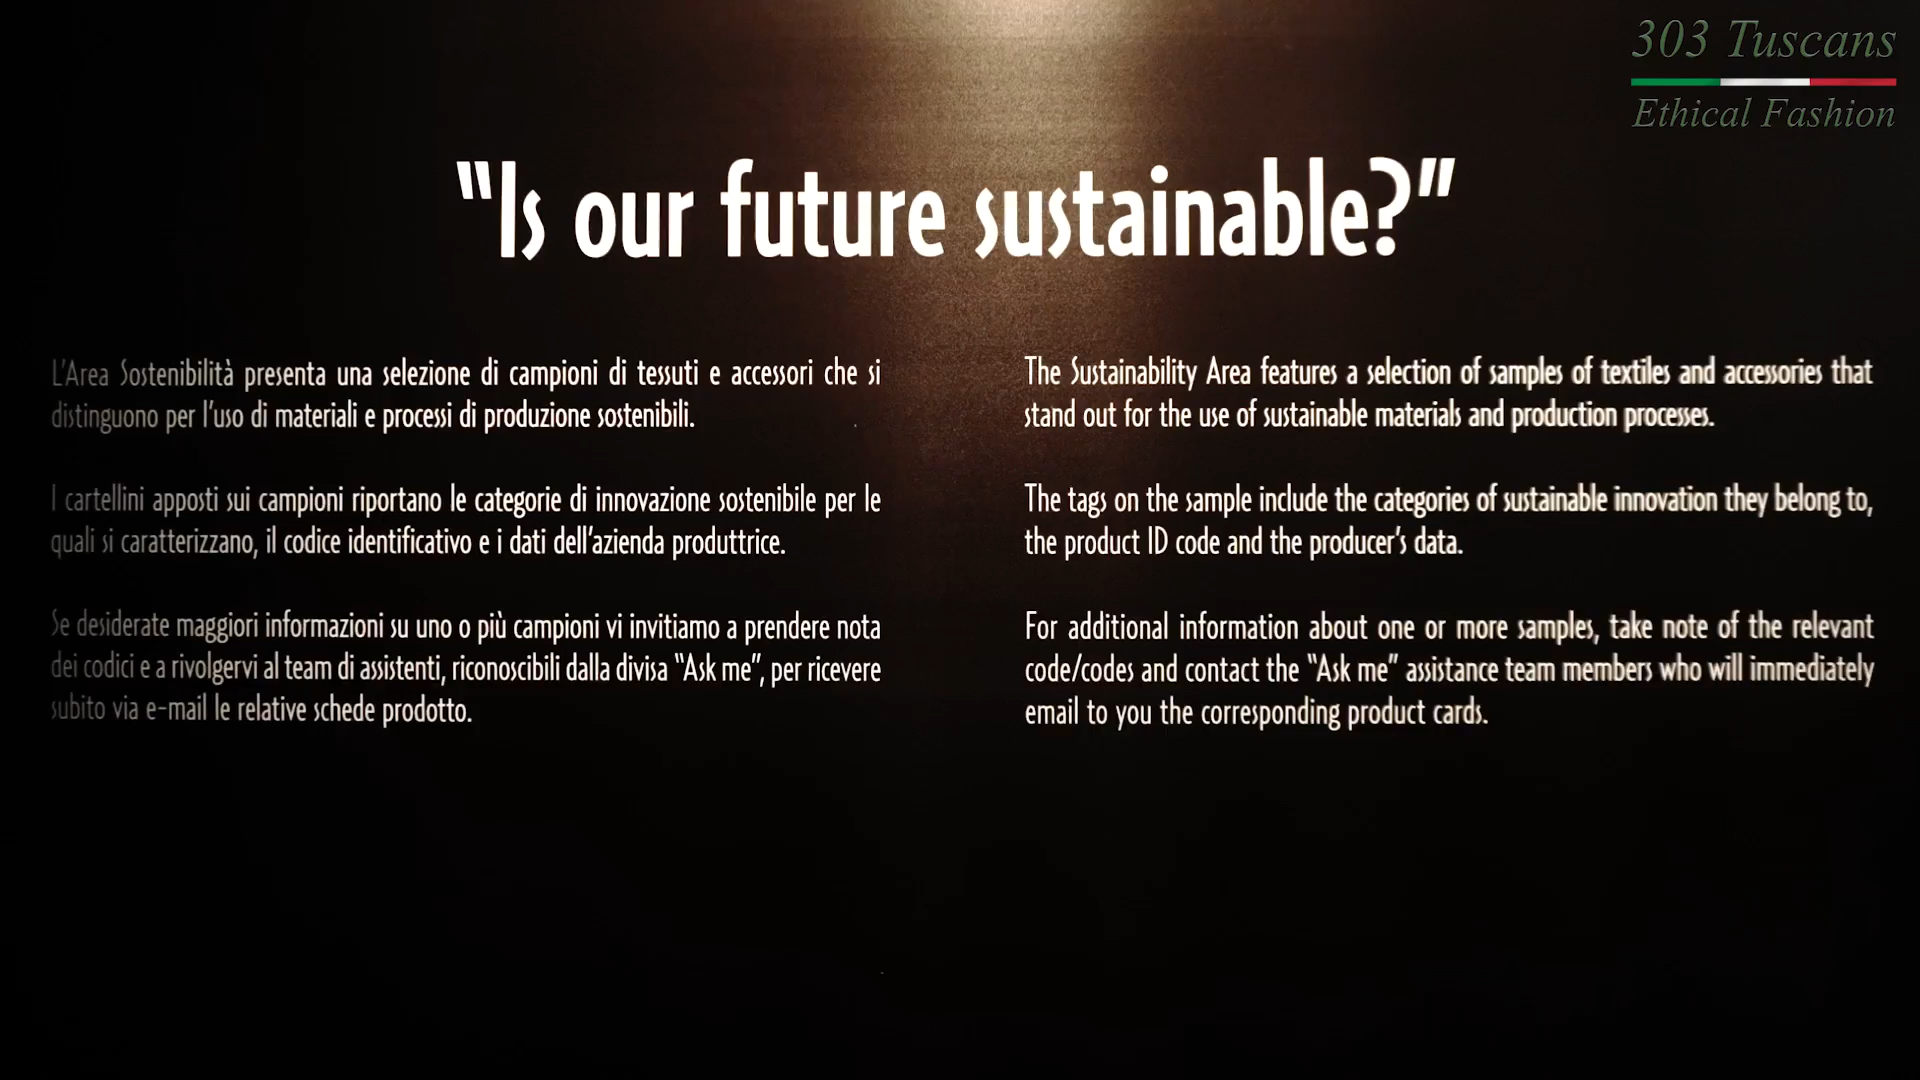 303 Tuscans
Ethical Fashion
“Is our future sustainable?”
L’Area Sostenibilità presenta una selezione di campioni di tessuti e accessori che si
distinguono per l’uso di materiali e processi di produzione sostenibili.
I cartellini apposti sui campioni riportano le categorie di innovazione sostenibile per le
quali si caratterizzano, il codice identificativo e i dati dell’azienda produttrice.
Se desiderate maggiori informazioni su uno o più campioni vi invitiamo a prendere nota
dei codici e a rivolgervi al team di assistenti, riconoscibili dalla divisa “Ask me”, per ricevere
subito via e-mail le relative schede prodotto.
The Sustainability Area features a selection of samples of textiles and accessories that
stand out for the use of sustainable materials and production processes.
The tags on the sample include the categories of sustainable innovation they belong to,
the product ID code and the producer’s data.
For additional information about one or more samples, take note of the relevant
code/codes and contact the “Ask me” assistance team members who will immediately
email to you the corresponding product cards.